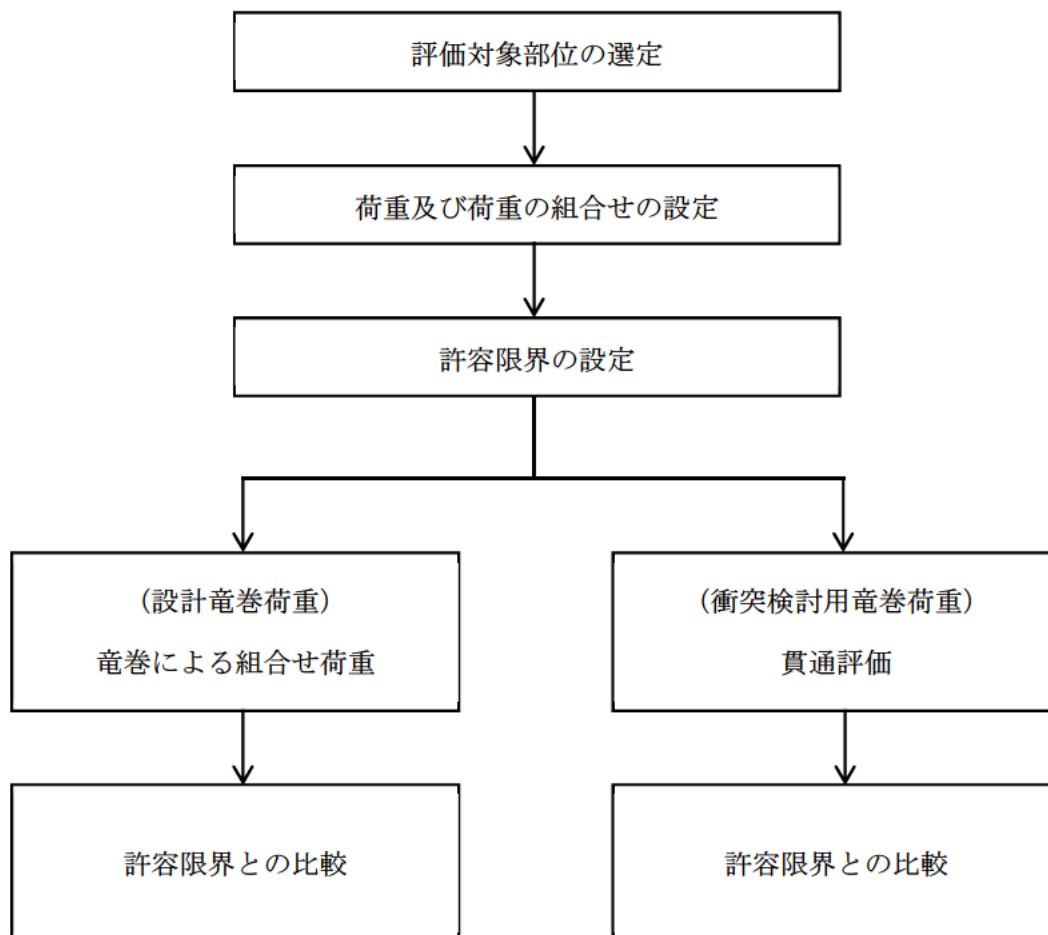 評価対象部位の選定
荷重及び荷重の組合せの設定
許容限界の設定
(設計竜巻荷重)
竜巻による組合せ荷重
(衝突検討用竜巻荷重)
貫通評価
許容限界との比較
許容限界との比較